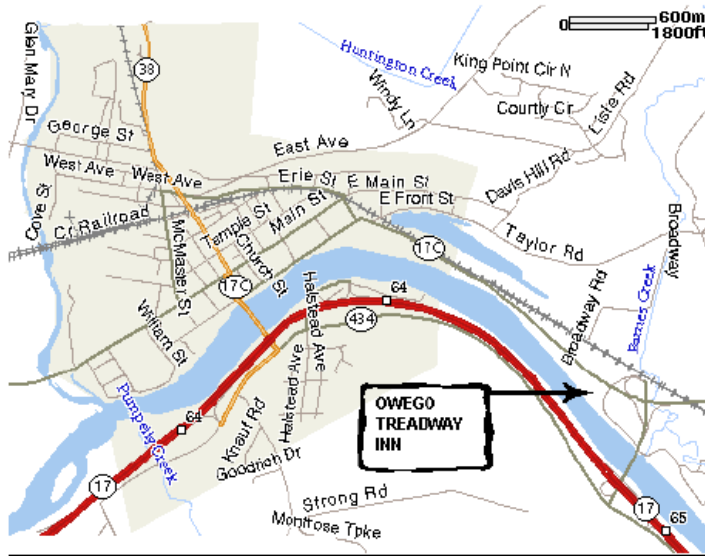 600m
1800ft
Glen Mary Dr
38
Huntington Creek
King Point Cir N
Windy Ln
Courtly Cir
Lisle Rd
George St
East Ave
West Ave
West Ave
Erie St
E Main St
Davis Hill Rd
E Front St
Cove St
Cr Railroad
Temple St
Main St
Taylor Rd
Broadway
McMaster St
Church St
17C
17C
Halstead Ave
64
434
Broadway Rd
Barnes Creek
William St
OWEGO
TREADWAY
INN
Pumpelly Creek
64
Knauf Rd
Halstead Ave
Goodrich Dr
17
Strong Rd
17
65
Montrose Tpke